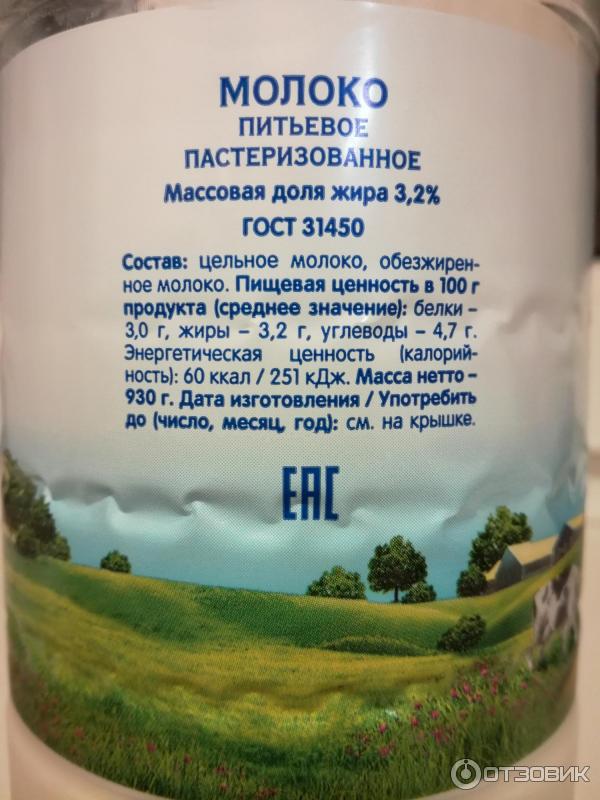 МОЛОКО
ПИТЬЕВОЕ
ПАСТЕРИЗОВАННОЕ
Массовая доля жира 3,2%
ГОСТ 31450
Состав: цельное молоко, обезжирен-
ное молоко. Пищевая ценность в 100 г
продукта (среднее значение): белки –
3,0 г, жиры – 3,2 г, углеводы – 4,7 г.
Энергетическая ценность (калорий-
ность): 60 ккал / 251 кДж. Масса нетто –
930 г. Дата изготовления / Употребить
до (число, месяц, год): см. на крышке.
ЕАС
ОТЗОВИК